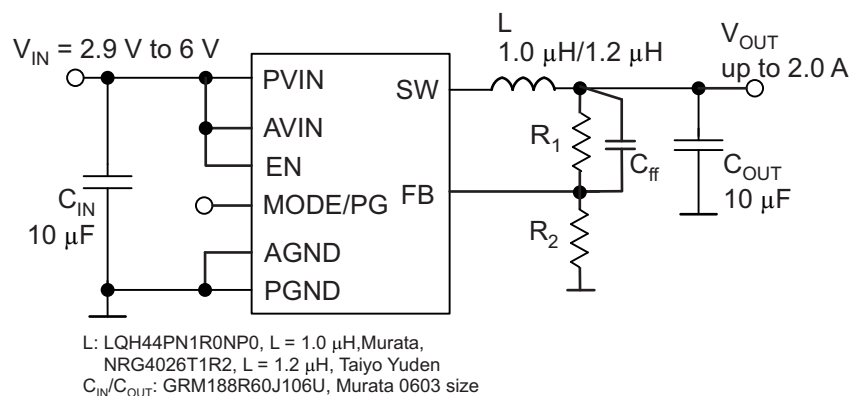 V_IN = 2.9 V to 6 V
L
1.0 μH/1.2 μH
V_OUT
up to 2.0 A
PVIN
SW
AVIN
R_1
EN
C_ff
C_OUT
10 μF
C_IN
10 μF
MODE/PG
FB
AGND
R_2
PGND
L: LQH44PN1R0NP0, L = 1.0 μH,Murata,
NRG4026T1R2, L = 1.2 μH, Taiyo Yuden
C_IN/C_OUT: GRM188R60J106U, Murata 0603 size